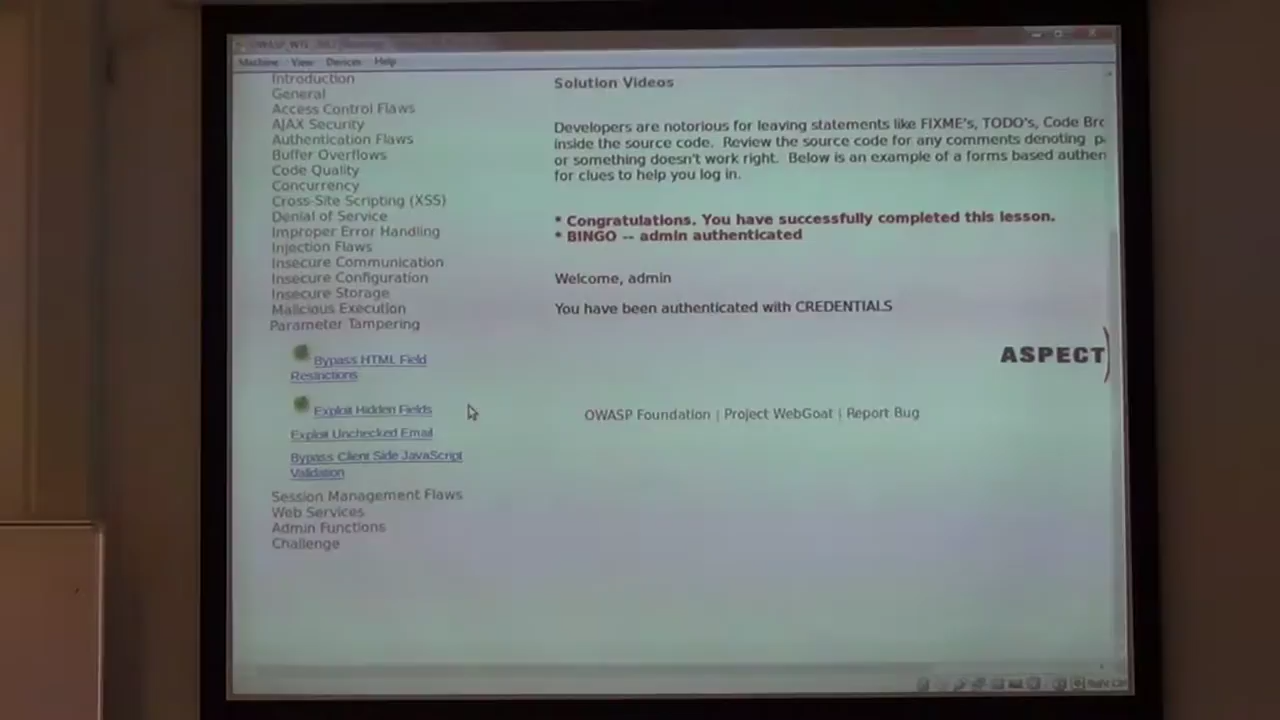 Machine View Devices Help
Introduction
General
Access Control Flaws
AJAX Security
Authentication Flaws
Buffer Overflows
Code Quality
Concurrency
Cross-Site Scripting (XSS)
Denial of Service
Improper Error Handling
Injection Flaws
Insecure Communication
Insecure Configuration
Insecure Storage
Malicious Execution
Parameter Tampering
Bypass HTML Field
Restrictions
Exploit Hidden Fields
Exploit Unchecked Email
Bypass Client Side JavaScript
Validation
Session Management Flaws
Web Services
Admin Functions
Challenge
Solution Videos
Developers are notorious for leaving statements like FIXME's, TODO's, Code Bro
inside the source code. Review the source code for any comments denoting p
or something doesn't work right. Below is an example of a forms based authen
for clues to help you log in.
* Congratulations. You have successfully completed this lesson.
* BINGO -- admin authenticated
Welcome, admin
You have been authenticated with CREDENTIALS
ASPECT)
OWASP Foundation | Project WebGoat | Report Bug